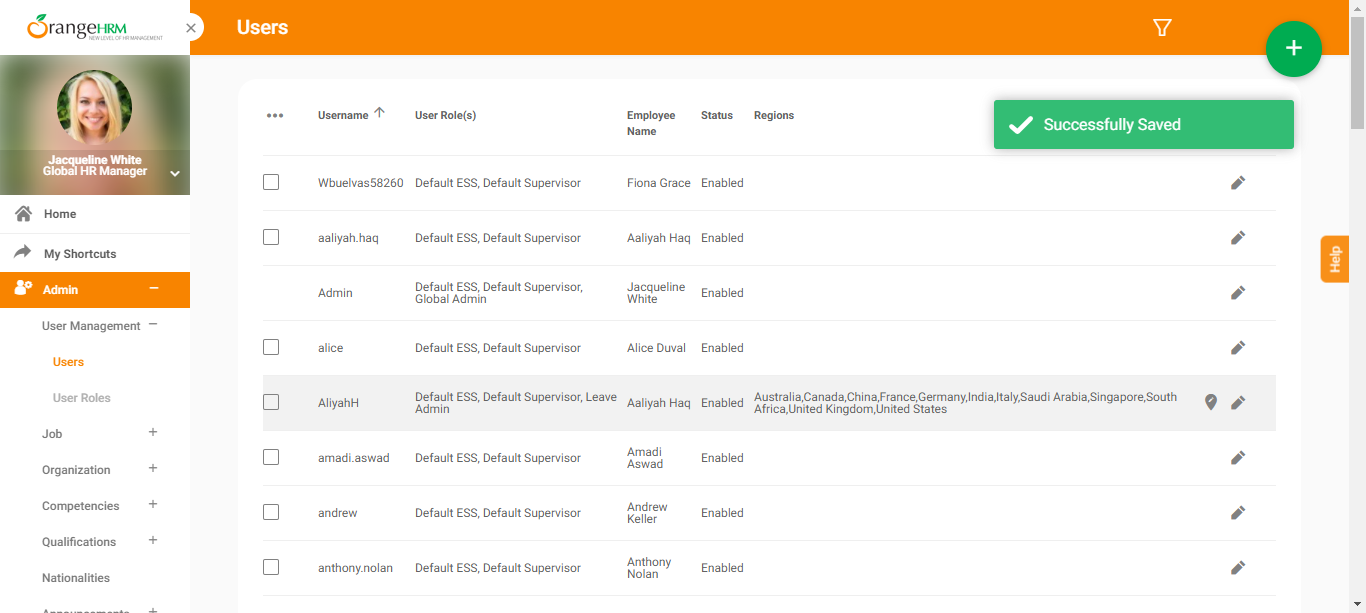 OrangeHRM
NEW LEVEL OF HR MANAGEMENT
Users
Successfully Saved
Jacqueline White
Global HR Manager
Home
My Shortcuts
Admin
User Management
Users
User Roles
Job
Organization
Competencies
Qualifications
Nationalities
Announcements
Username User Role(s) Employee Name Status Regions
Wbuelvas58260 Default ESS, Default Supervisor Fiona Grace Enabled
aaliyah.haq Default ESS, Default Supervisor Aaliyah Haq Enabled
Admin Default ESS, Default Supervisor, Global Admin Jacqueline White Enabled
alice Default ESS, Default Supervisor Alice Duval Enabled
AliyahH Default ESS, Default Supervisor, Leave Admin Aaliyah Haq Enabled Australia,Canada,China,France,Germany,India,Italy,Saudi Arabia,Singapore,South Africa,United Kingdom,United States
amadi.aswad Default ESS, Default Supervisor Amadi Aswad Enabled
andrew Default ESS, Default Supervisor Andrew Keller Enabled
anthony.nolan Default ESS, Default Supervisor Anthony Nolan Enabled
Help